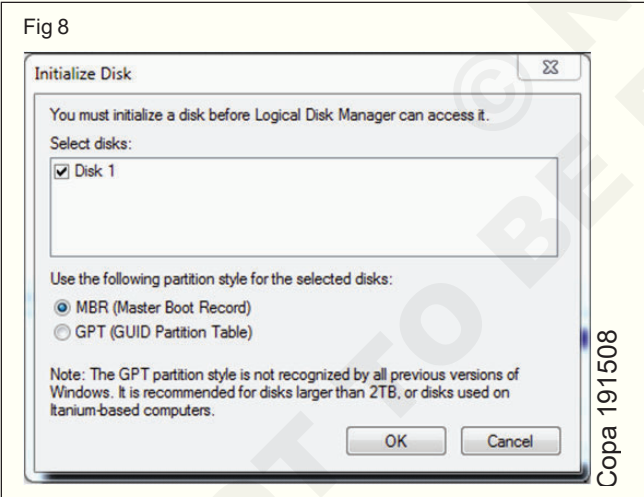 Fig 8
Initialize Disk
You must initialize a disk before Logical Disk Manager can access it.
Select disks:
Disk 1
Use the following partition style for the selected disks:
MBR (Master Boot Record)
GPT (GUID Partition Table)
Note: The GPT partition style is not recognized by all previous versions of
Windows. It is recommended for disks larger than 2TB, or disks used on
Itanium-based computers.
OK Cancel
Copa 191508
© N
OT TO BE